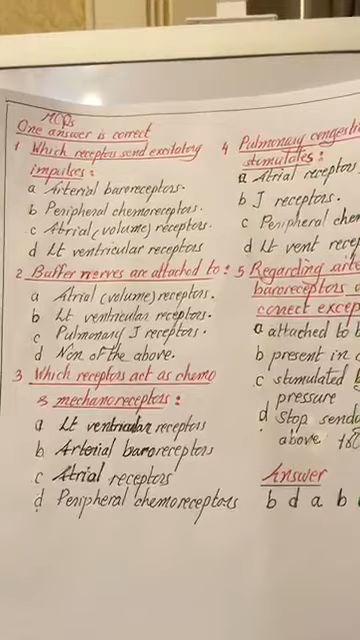 MCQs
One answer is correct
1 Which receptors send excitatory
impulses:
a Arterial baroreceptors.
b Peripheral chemoreceptors.
c Atrial (volume) receptors.
d Lt ventricular receptors
2 Buffer nerves are attached to:
a Atrial (volume) receptors.
b Lt ventricular receptors.
c Pulmonary J receptors.
d Non of the above.
3 Which receptors act as chemo
& mechanoreceptors:
a Lt ventricular receptors
b Arterial baroreceptors
c Atrial receptors
d Peripheral chemoreceptors
4 Pulmonary congesti
stimulates:
a Atrial receptor
b J receptors.
c Peripheral che
d Lt vent rece
5 Regarding arte
baroreceptors
correct excep
a attached to b
b present in c
c stimulated b
pressure
d stop send
above 180
Answer
b d a b